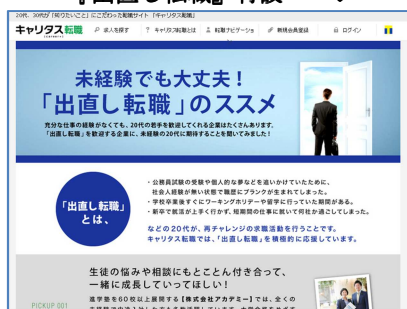 20代、30代が「知りたいこと」にこだわった転職サイト「キャリタス転職」
キャリタス転職
求人を探す
キャリタス転職とは
転職ナビゲーション
新規会員登録
ログイン
未経験でも大丈夫！
「出直し転職」のススメ
充分な仕事の経験がなくても、20代の若手を歓迎してくれる企業はたくさんあります。
「出直し転職」を歓迎する企業に、未経験の20代に期待することを聞いてみました！
「出直し転職」
とは、
・公務員試験の受験や個人的な夢などを追いかけていたために、
社会人経験が無い状態で職歴にブランクが生まれてしまった。
・学校卒業後すぐにワーキングホリデーや留学に行っていた期間がある。
・新卒で就活が上手く行かず、短期間の仕事に就いて何社か過ごしてしまった。
などの20代が、再チャレンジの求職活動を行うことです。
キャリタス転職では、「出直し転職」を積極的に応援しています。
PICKUP 001
生徒の悩みや相談にもとことん付き合って、
一緒に成長していってほしい！
進学塾を60校以上展開する【株式会社アカデミー】では、全くの